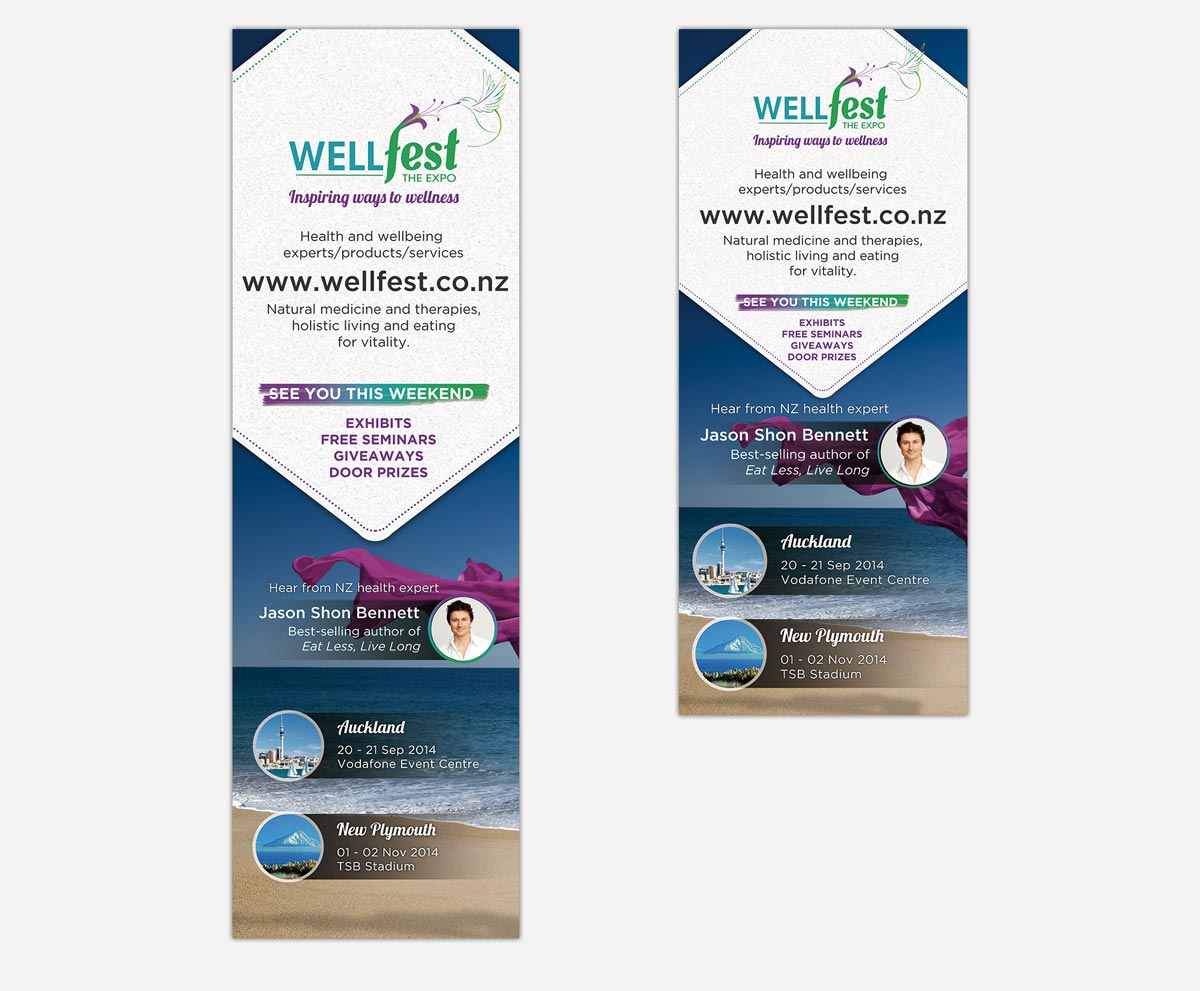 WELLfest
THE EXPO
Inspiring ways to wellness
Health and wellbeing
experts/products/services
www.wellfest.co.nz
Natural medicine and therapies,
holistic living and eating
for vitality.
SEE YOU THIS WEEKEND
EXHIBITS
FREE SEMINARS
GIVEAWAYS
DOOR PRIZES
Hear from NZ health expert
Jason Shon Bennett
Best-selling author of
Eat Less, Live Long
Auckland
20 - 21 Sep 2014
Vodafone Event Centre
New Plymouth
01 - 02 Nov 2014
TSB Stadium
WELLfest
THE EXPO
Inspiring ways to wellness
Health and wellbeing
experts/products/services
www.wellfest.co.nz
Natural medicine and therapies,
holistic living and eating
for vitality.
SEE YOU THIS WEEKEND
EXHIBITS
FREE SEMINARS
GIVEAWAYS
DOOR PRIZES
Hear from NZ health expert
Jason Shon Bennett
Best-selling author of
Eat Less, Live Long
Auckland
20 - 21 Sep 2014
Vodafone Event Centre
New Plymouth
01 - 02 Nov 2014
TSB Stadium